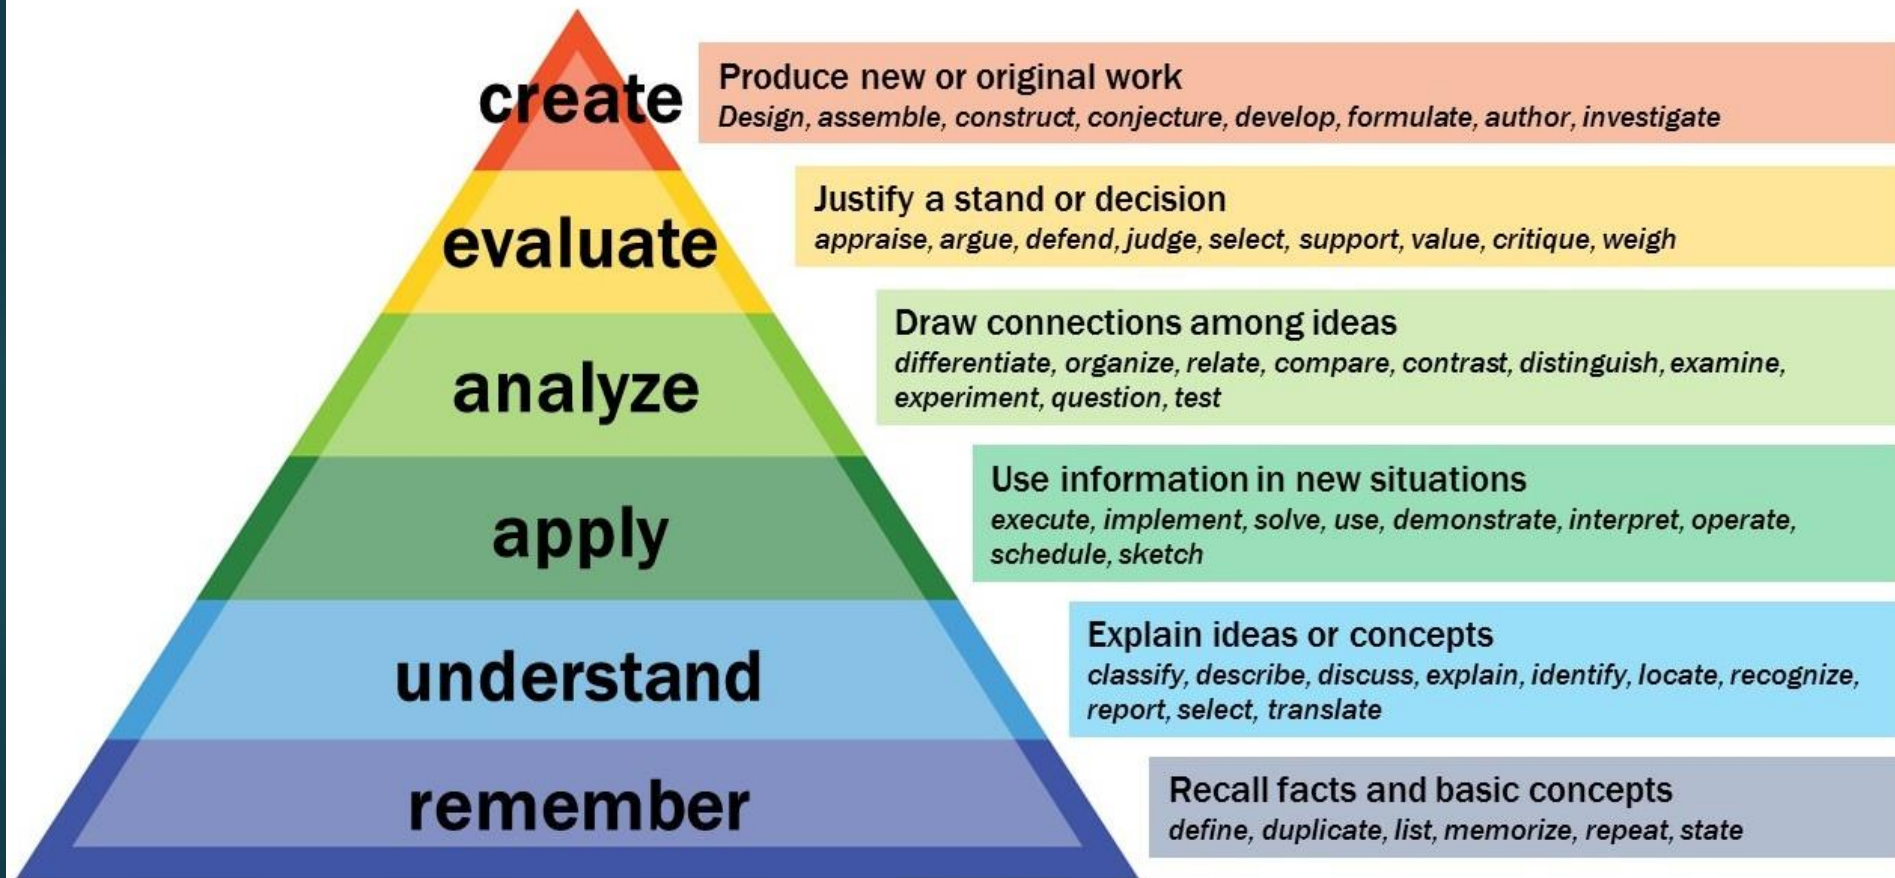 create
Produce new or original work
Design, assemble, construct, conjecture, develop, formulate, author, investigate
evaluate
Justify a stand or decision
appraise, argue, defend, judge, select, support, value, critique, weigh
analyze
Draw connections among ideas
differentiate, organize, relate, compare, contrast, distinguish, examine,
experiment, question, test
apply
Use information in new situations
execute, implement, solve, use, demonstrate, interpret, operate,
schedule, sketch
understand
Explain ideas or concepts
classify, describe, discuss, explain, identify, locate, recognize,
report, select, translate
remember
Recall facts and basic concepts
define, duplicate, list, memorize, repeat, state